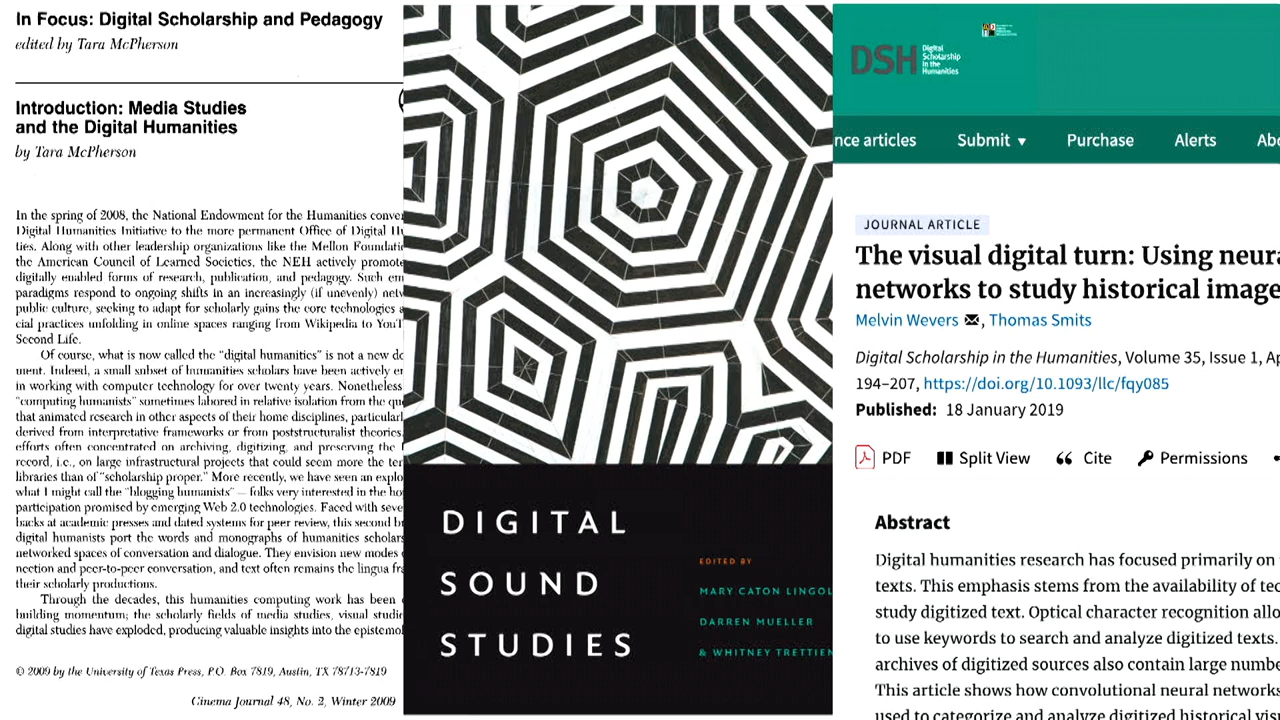 In Focus: Digital Scholarship and Pedagogy
edited by Tara McPherson
Introduction: Media Studies
and the Digital Humanities
by Tara McPherson
In the spring of 2008, the National Endowment for the Humanities conve
Digital Humanities Initiative to the more permanent Office of Digital Hu
ties. Along with other leadership organizations like the Mellon Foundatio
the American Council of Learned Societies, the NEH actively promote
digitally enabled forms of research, publication, and pedagogy. Such em
paradigms respond to ongoing shifts in an increasingly (if unevenly) netw
public culture, seeking to adapt for scholarly gains the core technologies a
cial practices unfolding in online spaces ranging from Wikipedia to YouT
Second Life.
Of course, what is now called the “digital humanities” is not a new de
ment. Indeed, a small subset of humanities scholars have been actively en
in working with computer technology for over twenty years. Nonetheless
“computing humanists” sometimes labored in relative isolation from the que
that animated research in other aspects of their home disciplines, particularl
derived from interpretative frameworks or from poststructuralist theories.
efforts often concentrated on archiving, digitizing, and preserving the
record, i.e., on large infrastructural projects that could seem more the ter
libraries than of “scholarship proper.” More recently, we have seen an explo
what I might call the “blogging humanists” — folks very interested in the
participation promised by emerging Web 2.0 technologies. Faced with seve
backs at academic presses and dated systems for peer review, this second br
digital humanists port the words and monographs of humanities scholars
networked spaces of conversation and dialogue. They envision new modes
tion and peer-to-peer conversation, and text often remains the lingua fra
their scholarly productions.
Through the decades, this humanities computing work has been
building momentum; the scholarly fields of media studies, visual studie
digital studies have exploded, producing valuable insights into the epistemol
© 2009 by the University of Texas Press, P.O. Box 7819, Austin, TX 78713-7819
Cinema Journal 48, No. 2, Winter 2009
DIGITAL
SOUND
STUDIES
EDITED BY
MARY CATON LINGOL
DARREN MUELLER
& WHITNEY TRETTIEN
DSH
Digital
Scholarship
in the
Humanities
nce articles Submit ▼ Purchase Alerts Abo
JOURNAL ARTICLE
The visual digital turn: Using neura
networks to study historical image
Melvin Wevers, Thomas Smits
Digital Scholarship in the Humanities, Volume 35, Issue 1, Ap
194–207, https://doi.org/10.1093/llc/fqy085
Published: 18 January 2019
PDF Split View Cite Permissions
Abstract
Digital humanities research has focused primarily on
texts. This emphasis stems from the availability of tec
study digitized text. Optical character recognition allo
to use keywords to search and analyze digitized texts.
archives of digitized sources also contain large numbe
This article shows how convolutional neural networks
used to categorize and analyze digitized historical visu